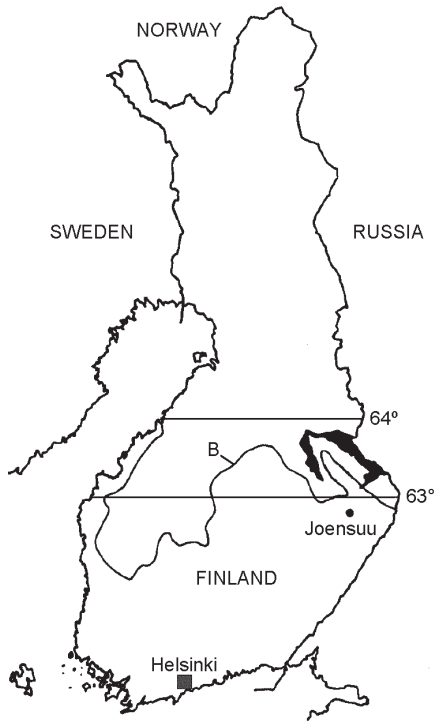 NORWAY
SWEDEN
RUSSIA
64º
B
63°
Joensuu
FINLAND
Helsinki